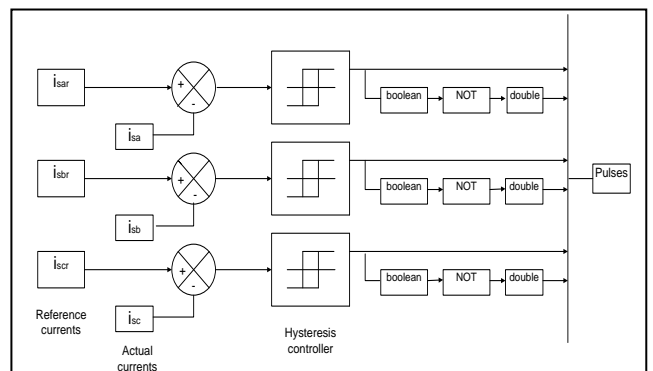 isar
+
-
boolean
NOT
double
isa
isbr
+
-
boolean
NOT
double
Pulses
isb
iscr
+
-
boolean
NOT
double
isc
Reference
currents
Actual
currents
Hysteresis
controller